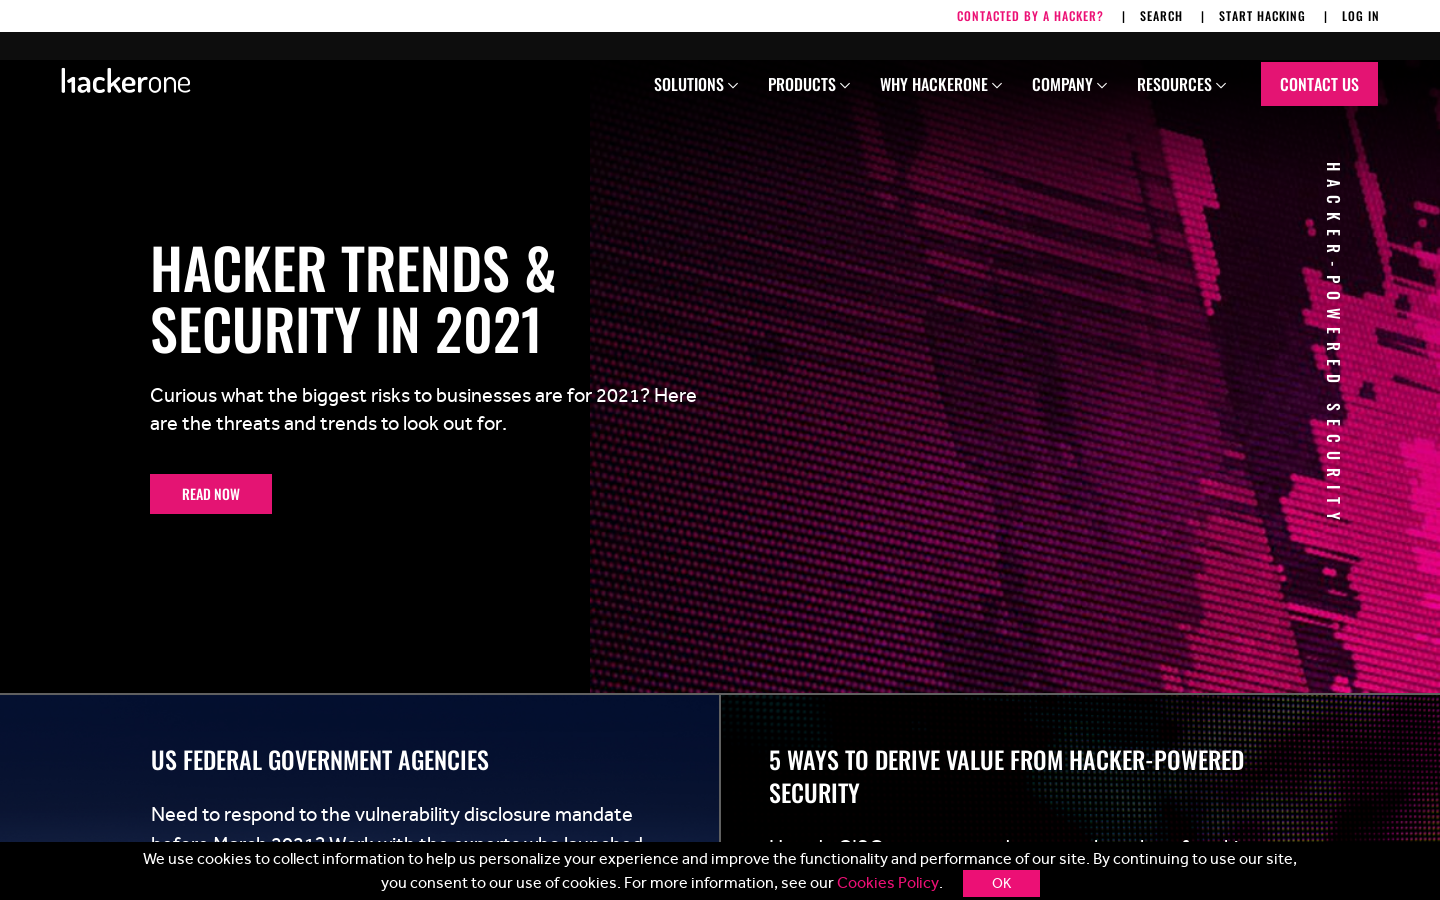 CONTACTED BY A HACKER? | SEARCH | START HACKING | LOG IN
hackerone
SOLUTIONS PRODUCTS WHY HACKERONE COMPANY RESOURCES CONTACT US
HACKER-POWERED SECURITY
HACKER TRENDS &
SECURITY IN 2021
Curious what the biggest risks to businesses are for 2021? Here
are the threats and trends to look out for.
READ NOW
US FEDERAL GOVERNMENT AGENCIES
Need to respond to the vulnerability disclosure mandate
before March 2021? Work with the experts who launched
5 WAYS TO DERIVE VALUE FROM HACKER-POWERED
SECURITY
We use cookies to collect information to help us personalize your experience and improve the functionality and performance of our site. By continuing to use our site,
you consent to our use of cookies. For more information, see our Cookies Policy. OK